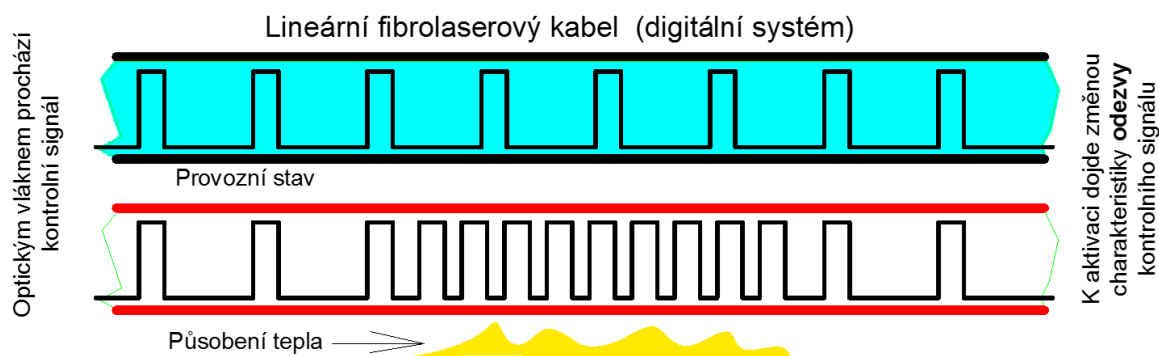 Lineární fibrolaserový kabel  (digitální systém)
Optickým vláknem prochází
kontrolní signál
Provozní stav
Působení tepla
K aktivaci dojde změnou
charakteristiky odezvy
kontrolního signálu